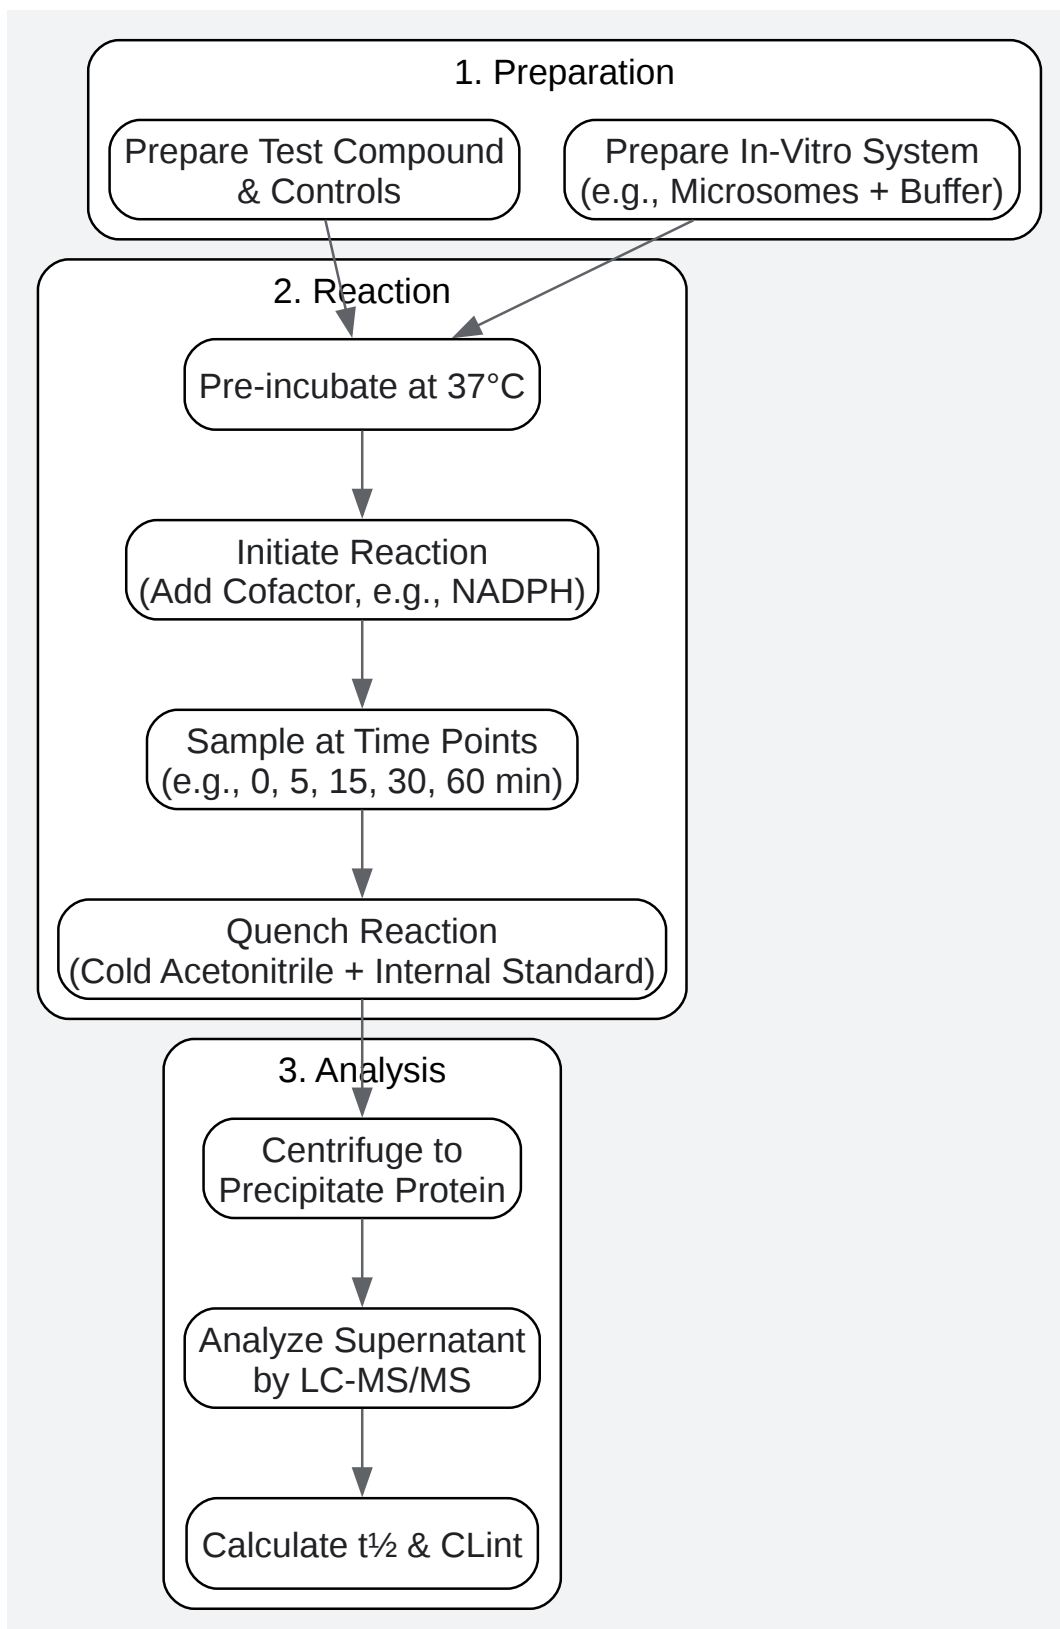 1. Preparation
Prepare Test Compound
& Controls
Prepare In-Vitro System
(e.g., Microsomes + Buffer)
2. Reaction
Pre-incubate at 37°C
Initiate Reaction
(Add Cofactor, e.g., NADPH)
Sample at Time Points
(e.g., 0, 5, 15, 30, 60 min)
Quench Reaction
(Cold Acetonitrile + Internal Standard)
3. Analysis
Centrifuge to
Precipitate Protein
Analyze Supernatant
by LC-MS/MS
Calculate t½ & CLint